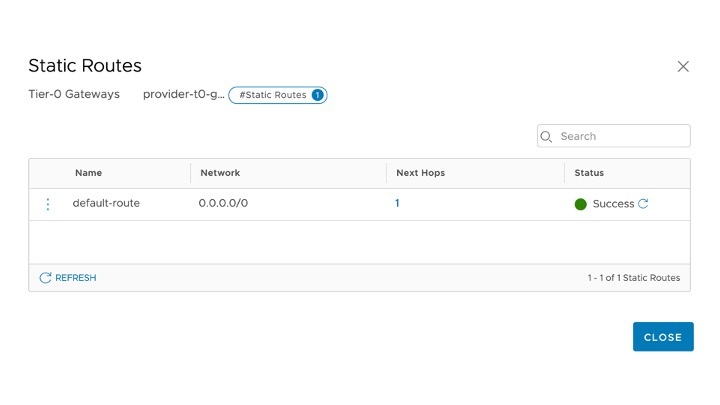 Static Routes
Tier-0 Gateways provider-t0-g... #Static Routes 1
Search
Name Network Next Hops Status
default-route 0.0.0.0/0 1 Success
REFRESH 1 - 1 of 1 Static Routes
CLOSE